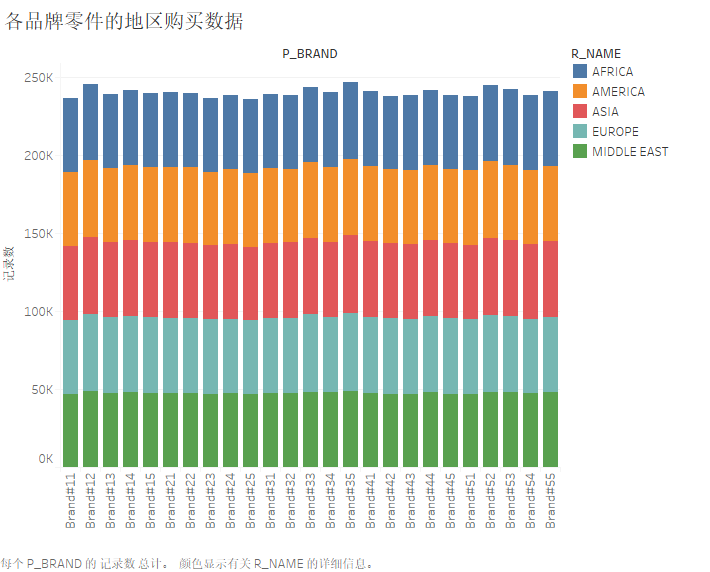 各品牌零件的地区购买数据
P_BRAND
R_NAME
AFRICA
AMERICA
ASIA
EUROPE
MIDDLE EAST
250K
200K
150K
100K
50K
0K
记录数
Brand#11
Brand#12
Brand#13
Brand#14
Brand#15
Brand#21
Brand#22
Brand#23
Brand#24
Brand#25
Brand#31
Brand#32
Brand#33
Brand#34
Brand#35
Brand#41
Brand#42
Brand#43
Brand#44
Brand#45
Brand#51
Brand#52
Brand#53
Brand#54
Brand#55
每个 P_BRAND 的 记录数 总计。 颜色显示有关 R_NAME 的详细信息。